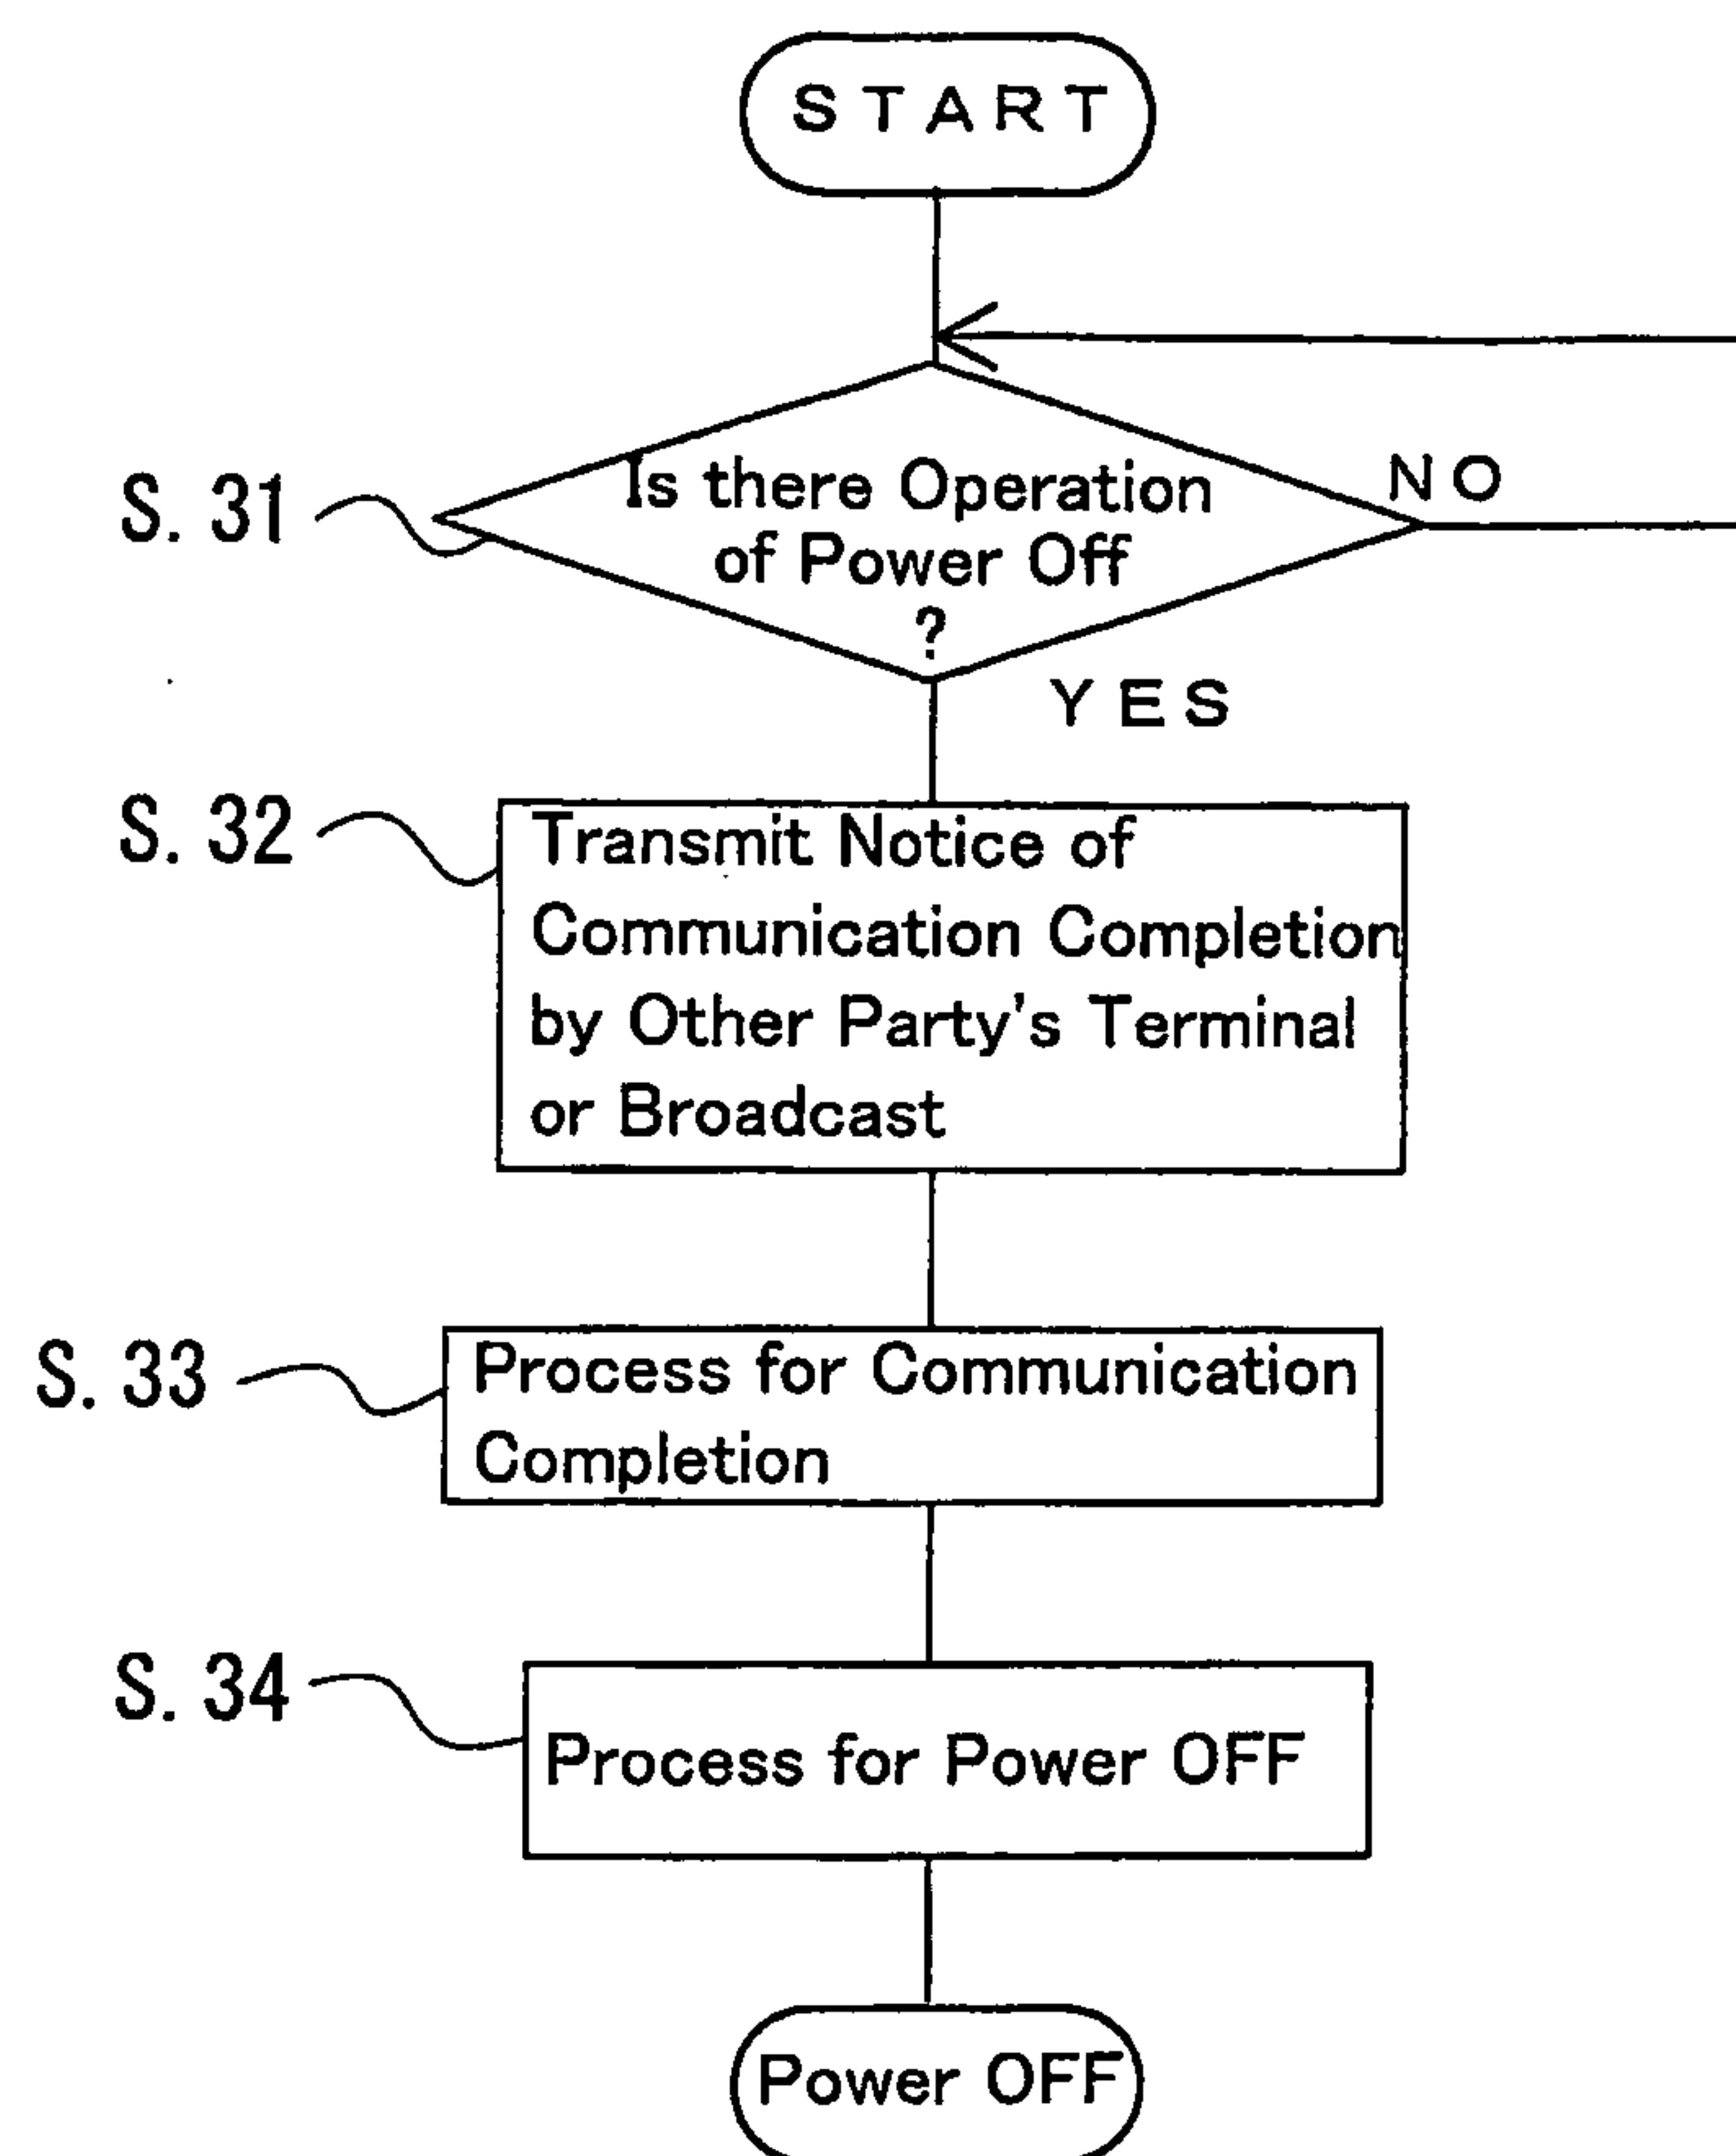 START
S. 31
Is there Operation
of Power Off
?
NO
YES
S. 32
Transmit Notice of
Communication Completion
by Other Party's Terminal
or Broadcast
S. 33
Process for Communication
Completion
S. 34
Process for Power OFF
Power OFF